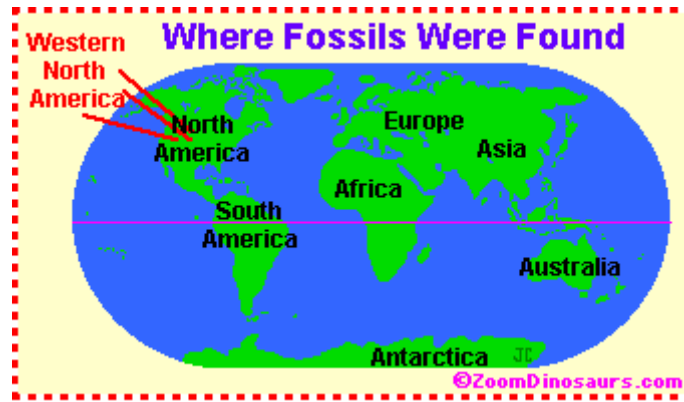 Where Fossils Were Found
Western
North
America
North
America
Europe
Asia
Africa
South
America
Australia
Antarctica
JC
©ZoomDinosaurs.com